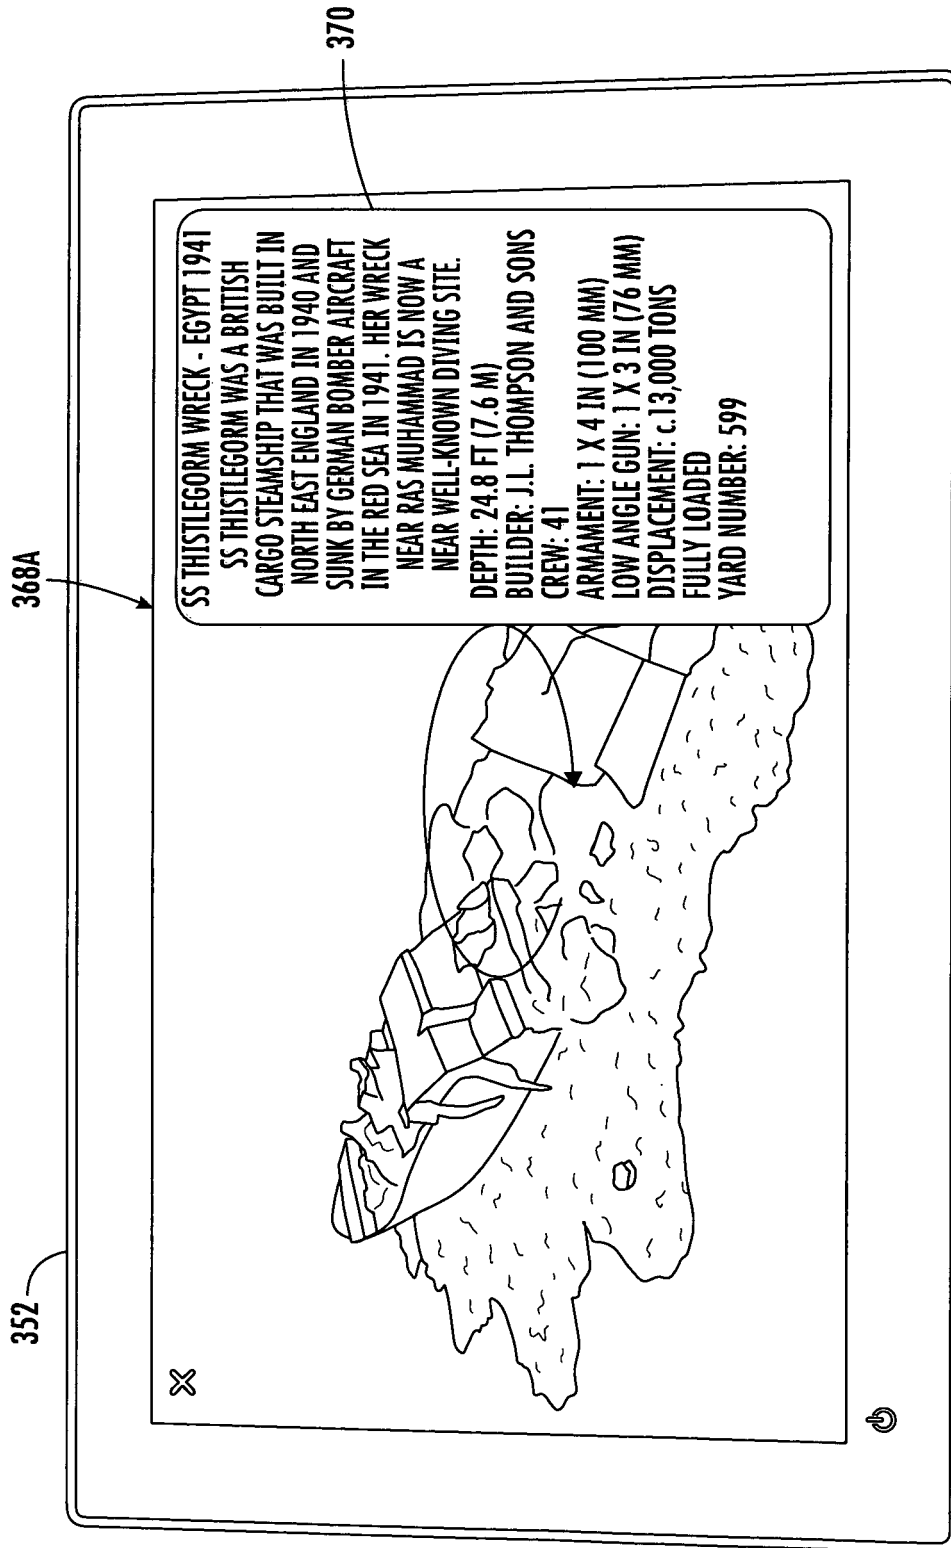 352
368A
370
X
SS THISTLEGORM WRECK - EGYPT 1941
SS THISTLEGORM WAS A BRITISH
CARGO STEAMSHIP THAT WAS BUILT IN
NORTH EAST ENGLAND IN 1940 AND
SUNK BY GERMAN BOMBER AIRCRAFT
IN THE RED SEA IN 1941. HER WRECK
NEAR RAS MUHAMMAD IS NOW A
NEAR WELL-KNOWN DIVING SITE.
DEPTH: 24.8 FT (7.6 M)
BUILDER: J.L. THOMPSON AND SONS
CREW: 41
ARMAMENT: 1 X 4 IN (100 MM)
LOW ANGLE GUN: 1 X 3 IN (76 MM)
DISPLACEMENT: c.13,000 TONS
FULLY LOADED
YARD NUMBER: 599